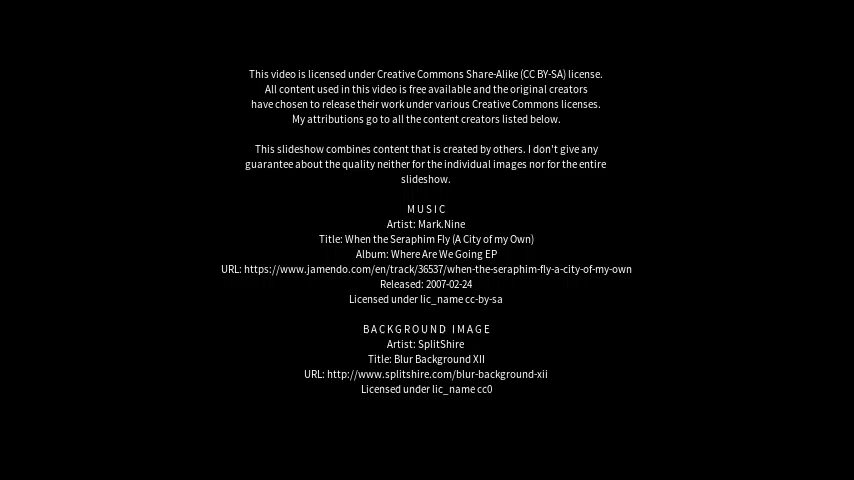 This video is licensed under Creative Commons Share-Alike (CC BY-SA) license.
All content used in this video is free available and the original creators
have chosen to release their work under various Creative Commons licenses.
My attributions go to all the content creators listed below.
This slideshow combines content that is created by others. I don't give any
guarantee about the quality neither for the individual images nor for the entire
slideshow.
MUSIC
Artist: Mark.Nine
Title: When the Seraphim Fly (A City of my Own)
Album: Where Are We Going EP
URL: https://www.jamendo.com/en/track/36537/when-the-seraphim-fly-a-city-of-my-own
Released: 2007-02-24
Licensed under lic_name cc-by-sa
BACKGROUND IMAGE
Artist: SplitShire
Title: Blur Background XII
URL: http://www.splitshire.com/blur-background-xii
Licensed under lic_name cc0